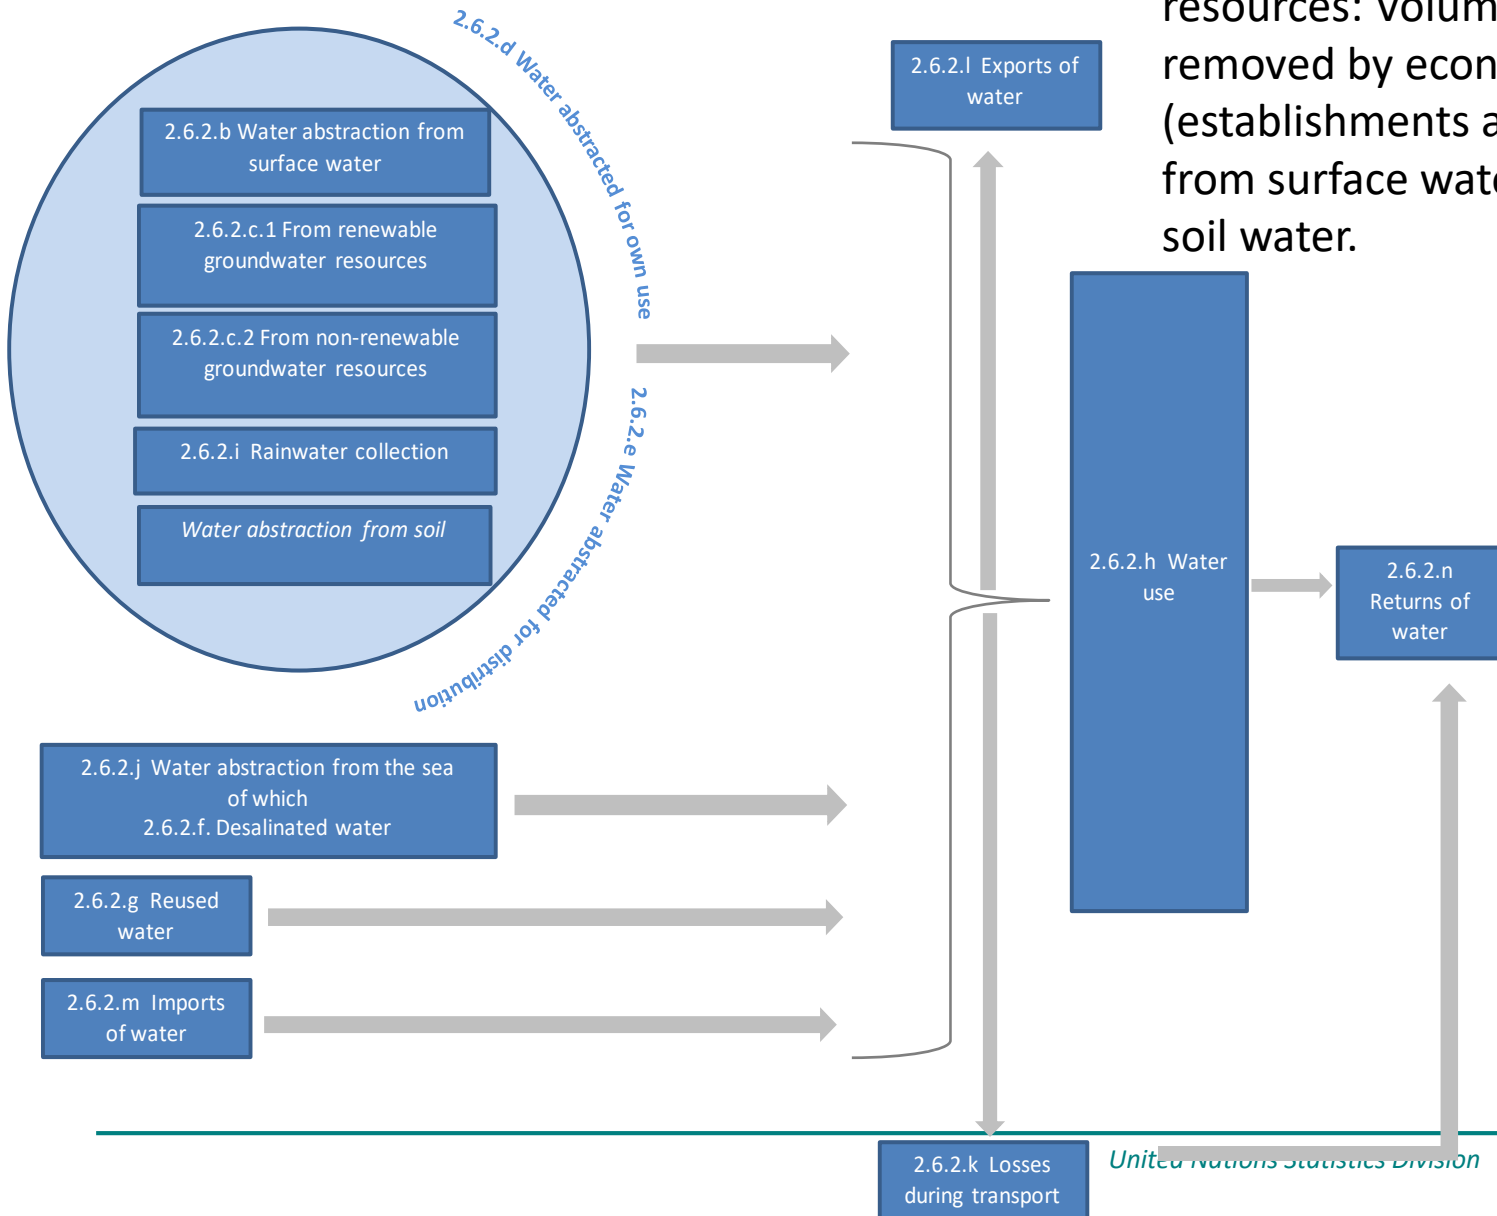 resources: Volum
removed by econ
(establishments a
from surface wate
soil water.
2.6.2.d Water abstracted for own use
2.6.2.b Water abstraction from
surface water
2.6.2.c.1 From renewable
groundwater resources
2.6.2.c.2 From non-renewable
groundwater resources
2.6.2.i Rainwater collection
Water abstraction from soil
2.6.2.e Water abstracted for distribution
2.6.2.l Exports of
water
2.6.2.h Water
use
2.6.2.n
Returns of
water
2.6.2.j Water abstraction from the sea
of which
2.6.2.f. Desalinated water
2.6.2.g Reused
water
2.6.2.m Imports
of water
2.6.2.k Losses
during transport
United Nations Statistics Division